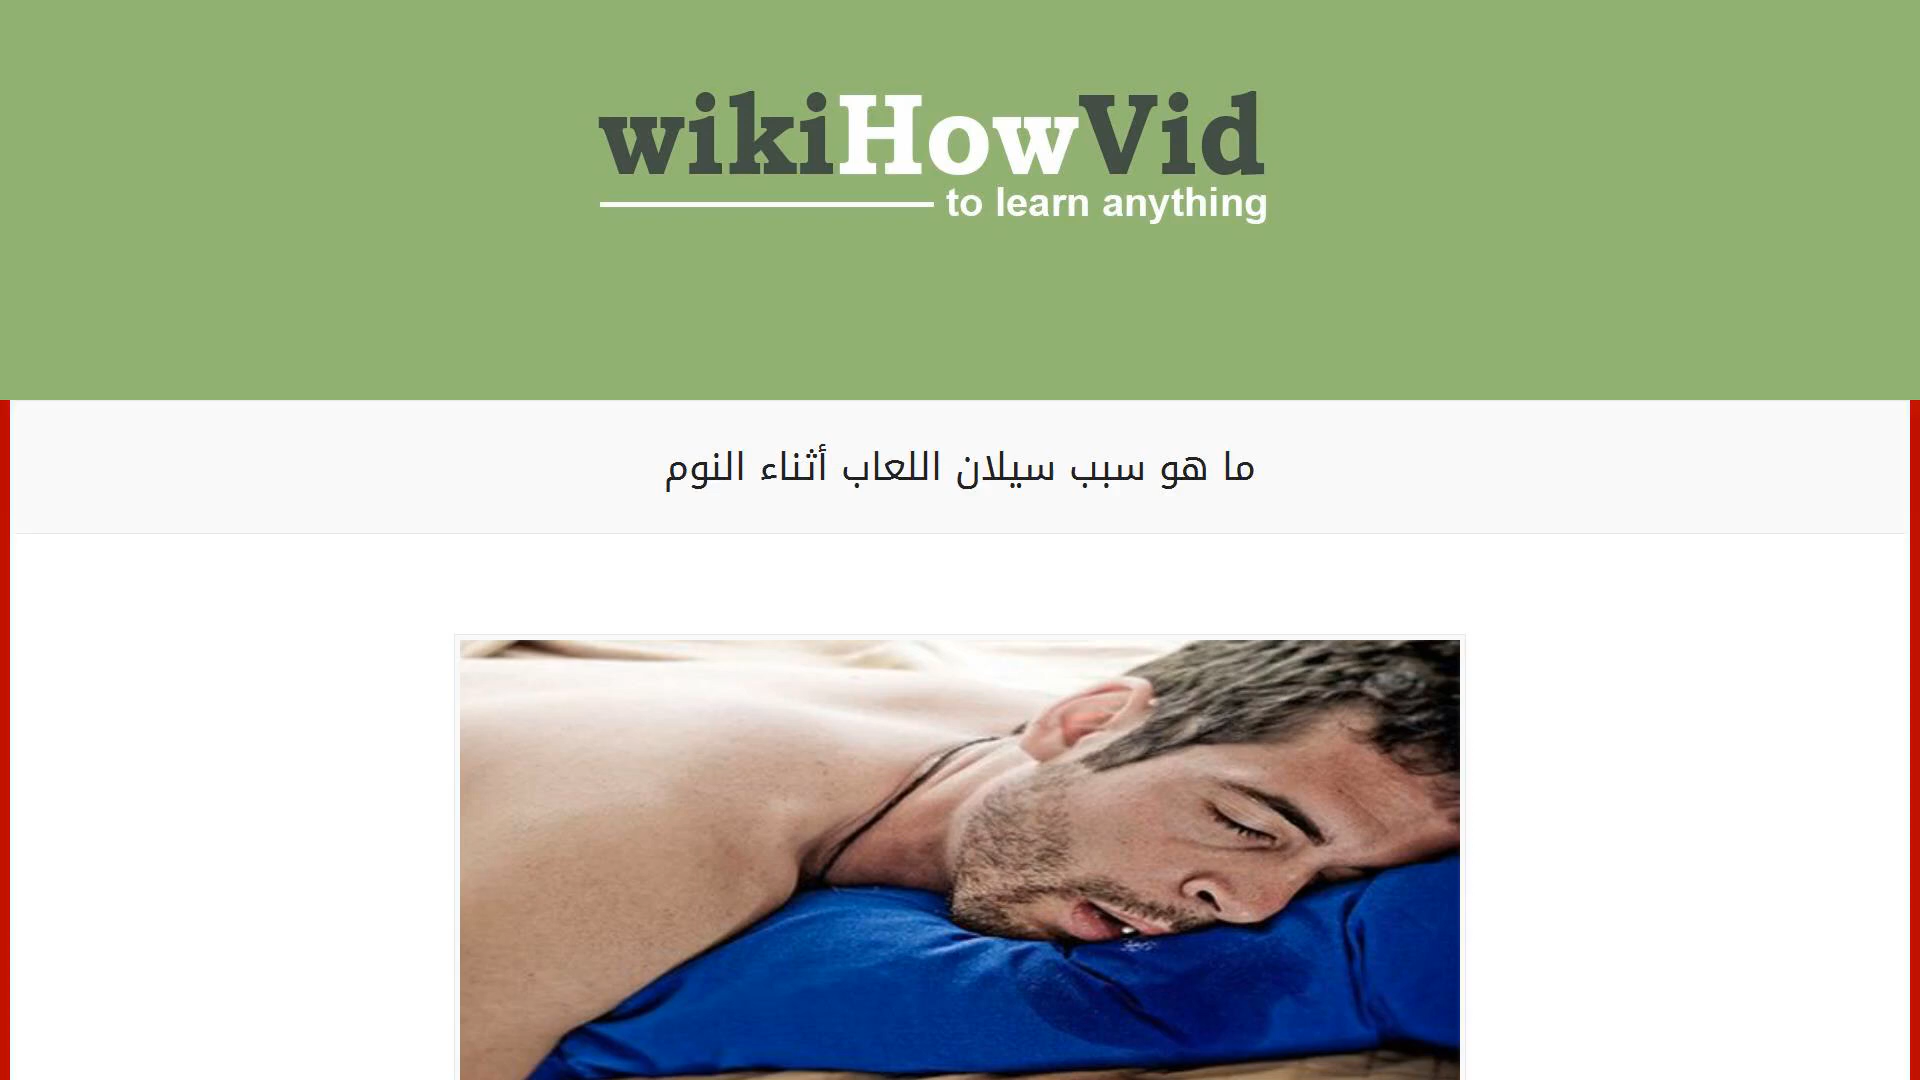 wikiHowVid
to learn anything
ما هو سبب سيلان اللعاب أثناء النوم